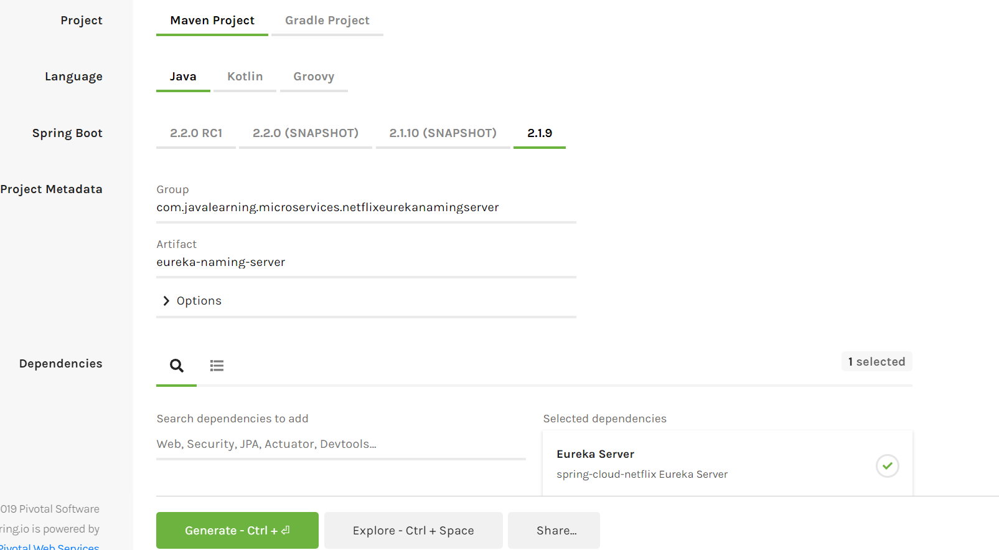 Project
Maven Project Gradle Project
Language
Java Kotlin Groovy
Spring Boot
2.2.0 RC1 2.2.0 (SNAPSHOT) 2.1.10 (SNAPSHOT) 2.1.9
Project Metadata
Group
com.javalearning.microservices.netflixeurekanamingserver
Artifact
eureka-naming-server
Options
Dependencies
1 selected
Search dependencies to add
Web, Security, JPA, Actuator, Devtools...
Selected dependencies
Eureka Server
spring-cloud-netflix Eureka Server
019 Pivotal Software
ring.io is powered by
Pivotal Web Services
Generate - Ctrl + ⏎
Explore - Ctrl + Space
Share...